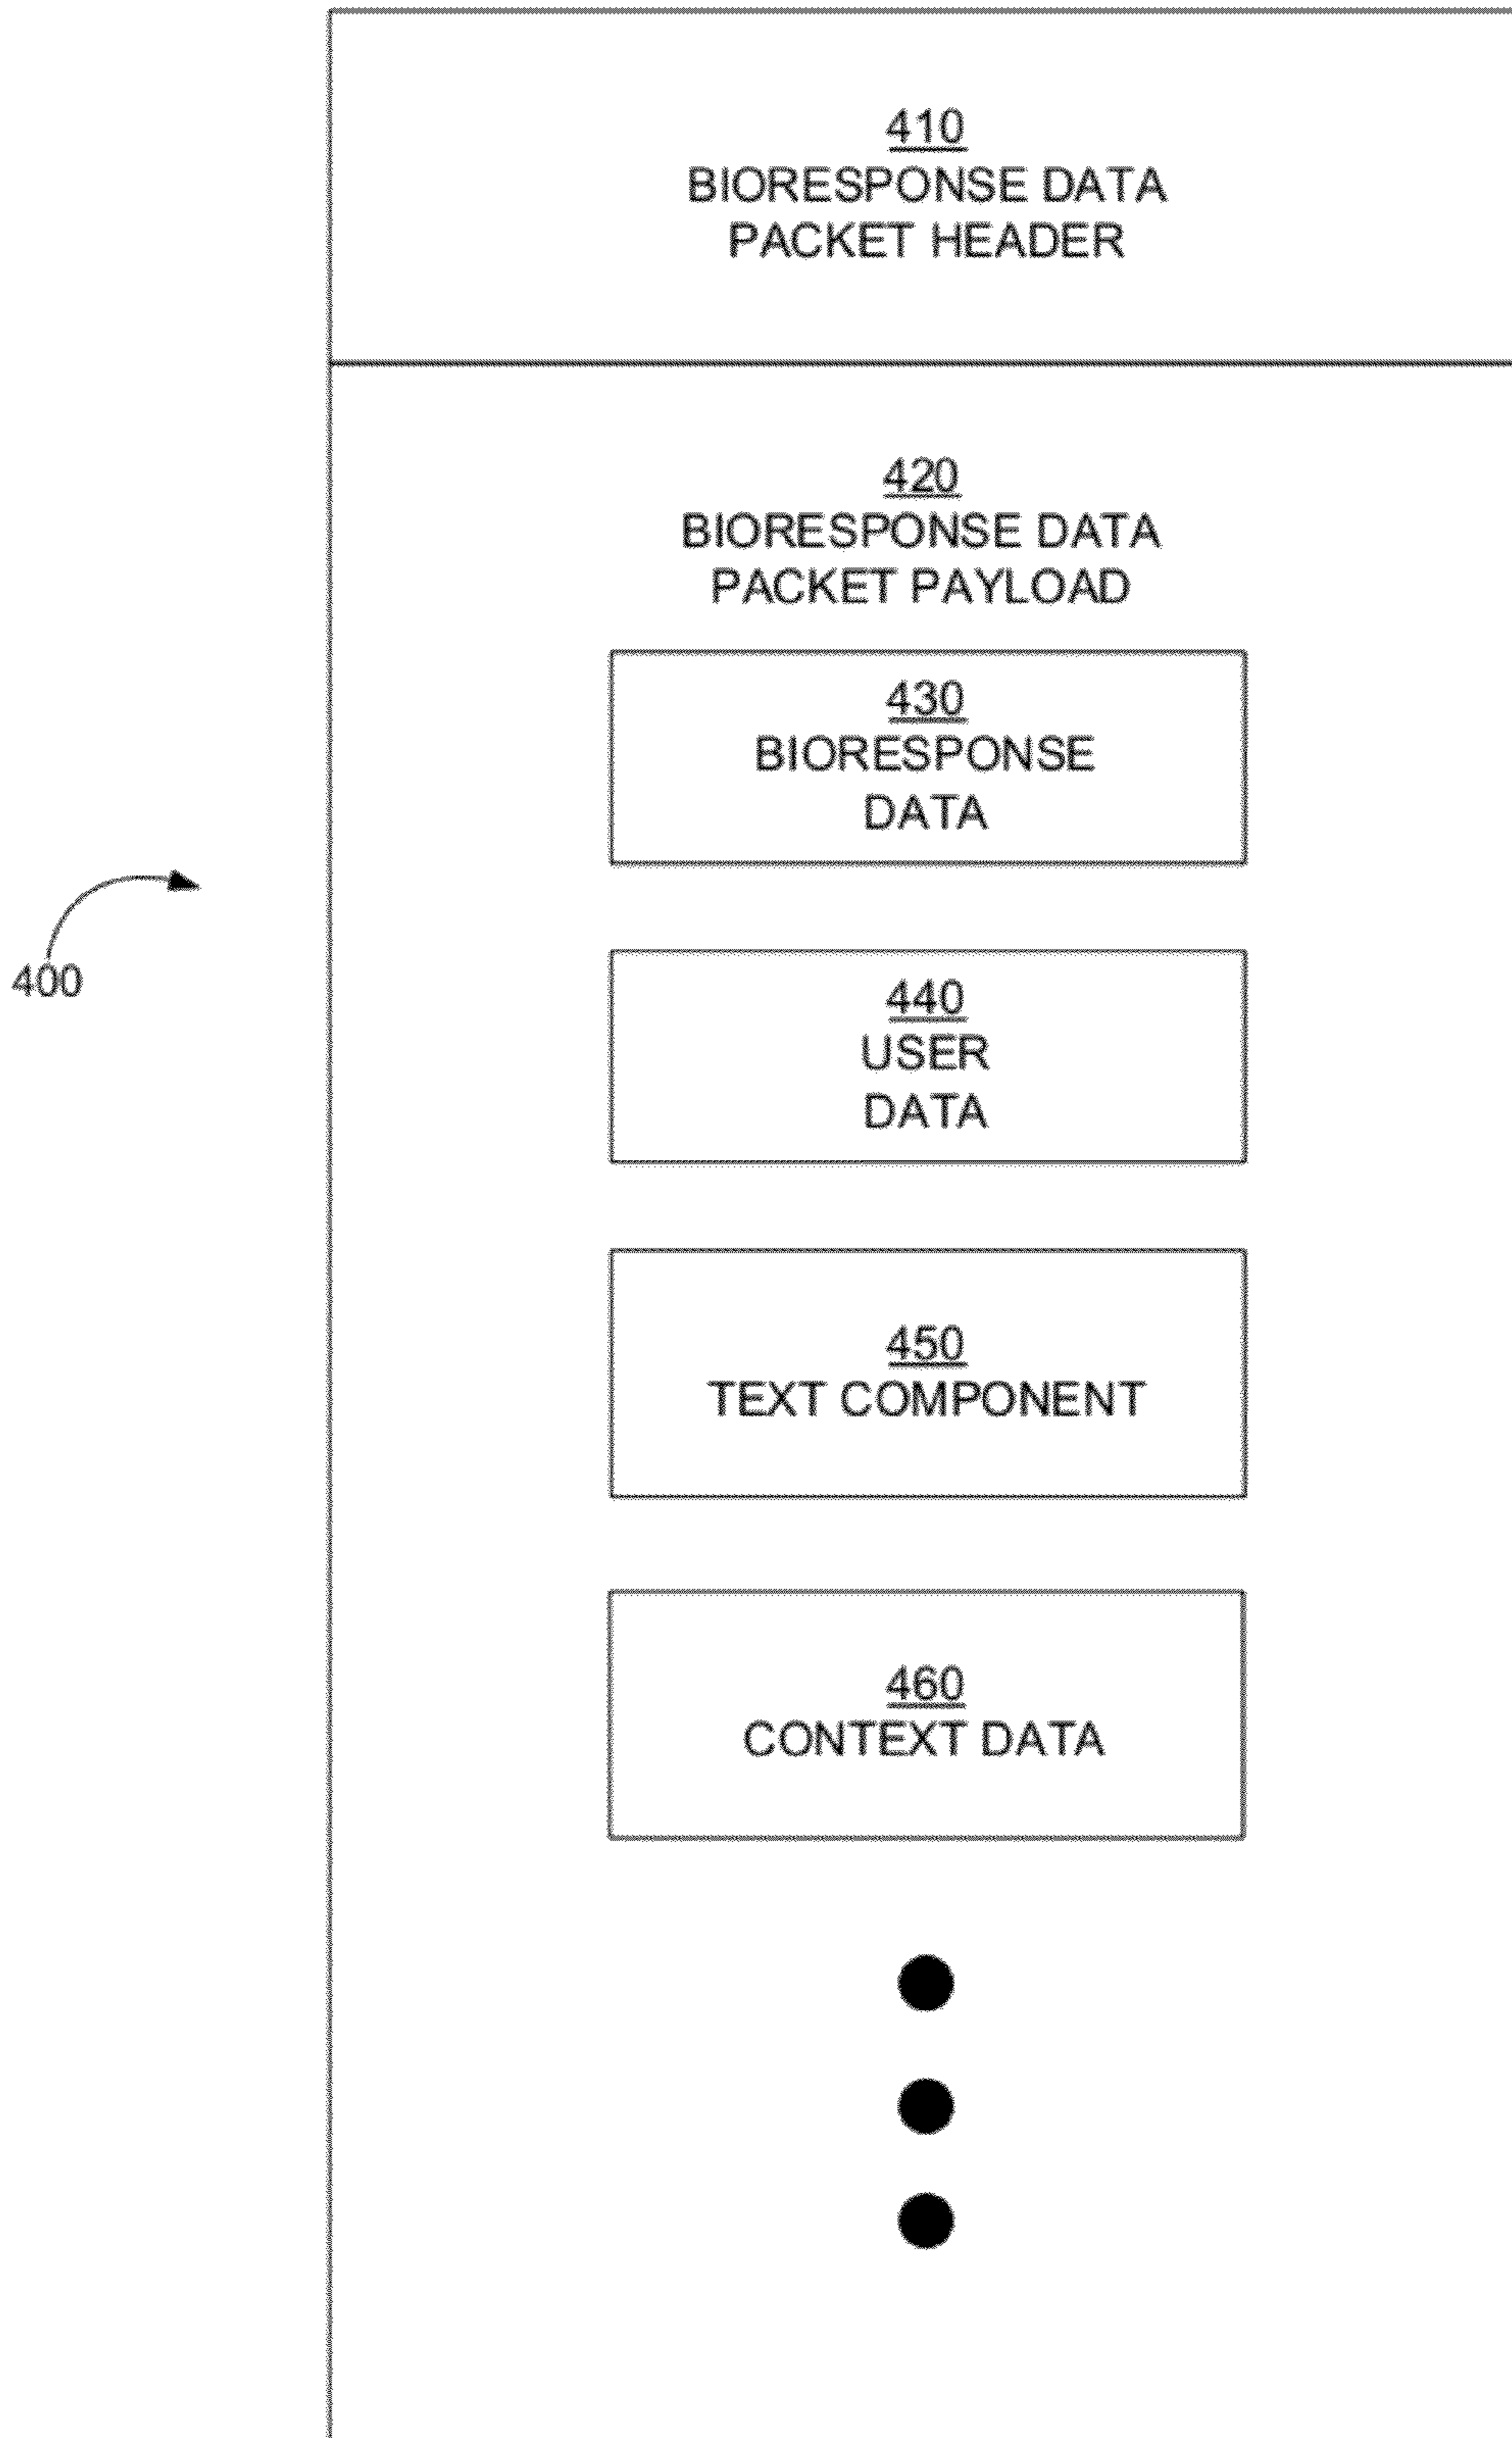 410
BIORESPONSE DATA
PACKET HEADER
420
BIORESPONSE DATA
PACKET PAYLOAD
430
BIORESPONSE
DATA
400
440
USER
DATA
450
TEXT COMPONENT
460
CONTEXT DATA